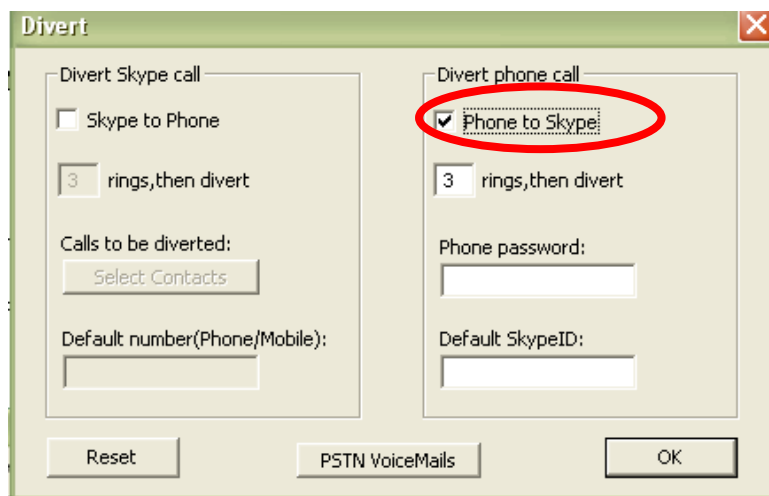 Divert
Divert Skype call
Skype to Phone
3 rings,then divert
Calls to be diverted:
Select Contacts
Default number(Phone/Mobile):
Divert phone call
Phone to Skype
3 rings,then divert
Phone password:
Default SkypeID:
Reset
PSTN VoiceMails
OK